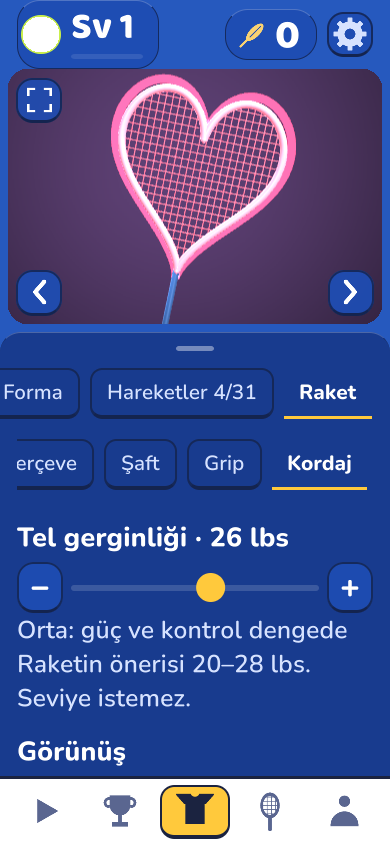 Sv 1
0
Forma
Hareketler 4/31
Raket
erçeve
Şaft
Grip
Kordaj
Tel gerginliği · 26 lbs
Orta: güç ve kontrol dengede
Raketin önerisi 20–28 lbs.
Seviye istemez.
Görünüş